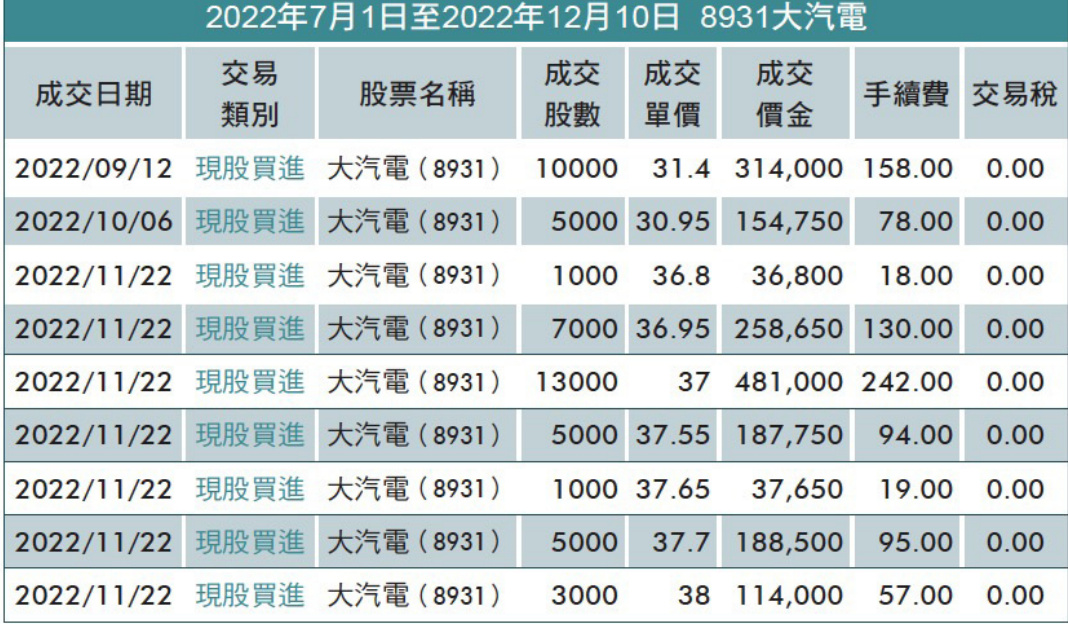 2022年7月1日至2022年12月10日 8931大汽電
成交日期 交易類別 股票名稱 成交股數 成交單價 成交價金 手續費 交易稅
2022/09/12 現股買進 大汽電(8931) 10000 31.4 314,000 158.00 0.00
2022/10/06 現股買進 大汽電(8931) 5000 30.95 154,750 78.00 0.00
2022/11/22 現股買進 大汽電(8931) 1000 36.8 36,800 18.00 0.00
2022/11/22 現股買進 大汽電(8931) 7000 36.95 258,650 130.00 0.00
2022/11/22 現股買進 大汽電(8931) 13000 37 481,000 242.00 0.00
2022/11/22 現股買進 大汽電(8931) 5000 37.55 187,750 94.00 0.00
2022/11/22 現股買進 大汽電(8931) 1000 37.65 37,650 19.00 0.00
2022/11/22 現股買進 大汽電(8931) 5000 37.7 188,500 95.00 0.00
2022/11/22 現股買進 大汽電(8931) 3000 38 114,000 57.00 0.00